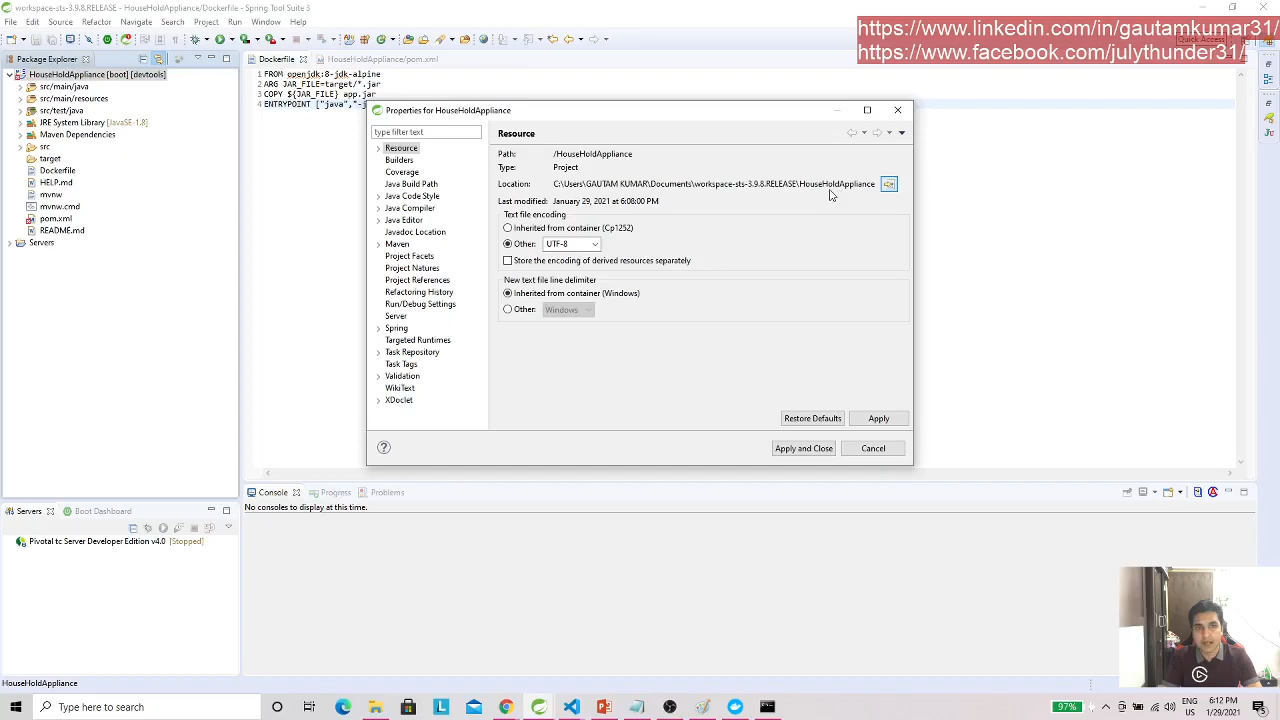 workspace-sts-3.9.8.RELEASE - HouseHoldAppliance/Dockerfile - Spring Tool Suite 3
https://www.linkedin.com/in/gautamkumar31/
https://www.facebook.com/julythunder31/
File Edit Source Refactor Navigate Search Project Run Window Help
Quick Access
Package Explorer
Dockerfile
HouseHoldAppliance/pom.xml
HouseHoldAppliance [boot] [devtools]
src/main/java
src/main/resources
src/test/java
JRE System Library [JavaSE-1.8]
Maven Dependencies
src
target
Dockerfile
HELP.md
mvnw
mvnw.cmd
pom.xml
README.md
Servers
1 FROM openjdk:8-jdk-alpine
2 ARG JAR_FILE=target/*.jar
3 COPY ${JAR_FILE} app.jar
4 ENTRYPOINT ["java","-j
Properties for HouseHoldAppliance
type filter text
Resource
Builders
Coverage
Java Build Path
Java Code Style
Java Compiler
Java Editor
Javadoc Location
Maven
Project Facets
Project Natures
Project References
Refactoring History
Run/Debug Settings
Server
Spring
Targeted Runtimes
Task Repository
Task Tags
Validation
WikiText
XDoclet
Resource
Path: /HouseHoldAppliance
Type: Project
Location: C:\Users\GAUTAM KUMAR\Documents\workspace-sts-3.9.8.RELEASE\HouseHoldAppliance
Last modified: January 29, 2021 at 6:08:00 PM
Text file encoding
Inherited from container (Cp1252)
Other: UTF-8
Store the encoding of derived resources separately
New text file line delimiter
Inherited from container (Windows)
Other: Windows
Restore Defaults Apply
Apply and Close Cancel
Servers
Boot Dashboard
Pivotal tc Server Developer Edition v4.0 [Stopped]
Console
Progress
Problems
No consoles to display at this time.
HouseHoldAppliance
Type here to search
97%
ENG
US
6:12 PM
1/29/2021